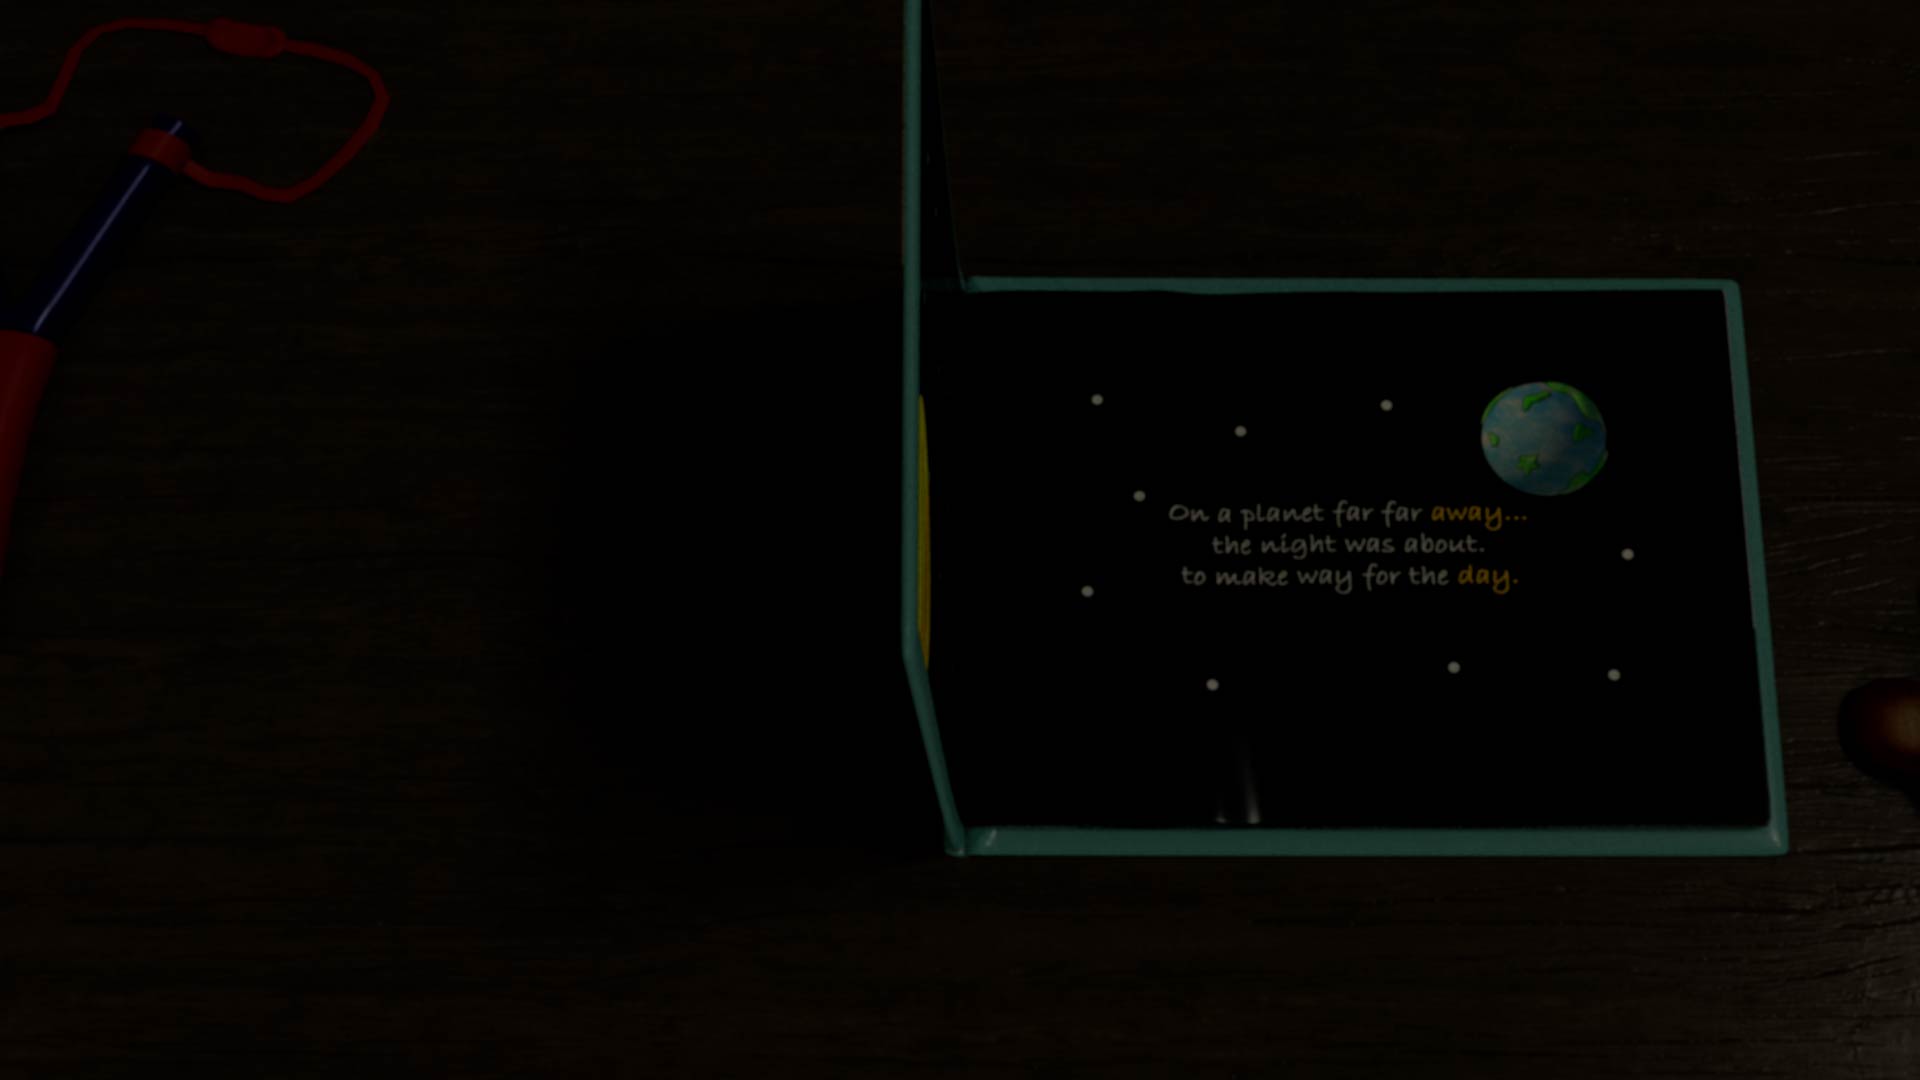 On a planet far far away...
the night was about.
to make way for the day.